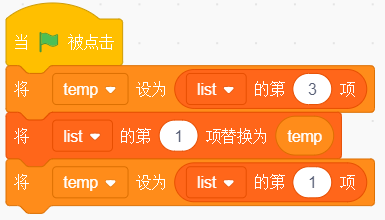 当 被点击
将 temp 设为 list 的第 3 项
将 list 的第 1 项替换为 temp
将 temp 设为 list 的第 1 项